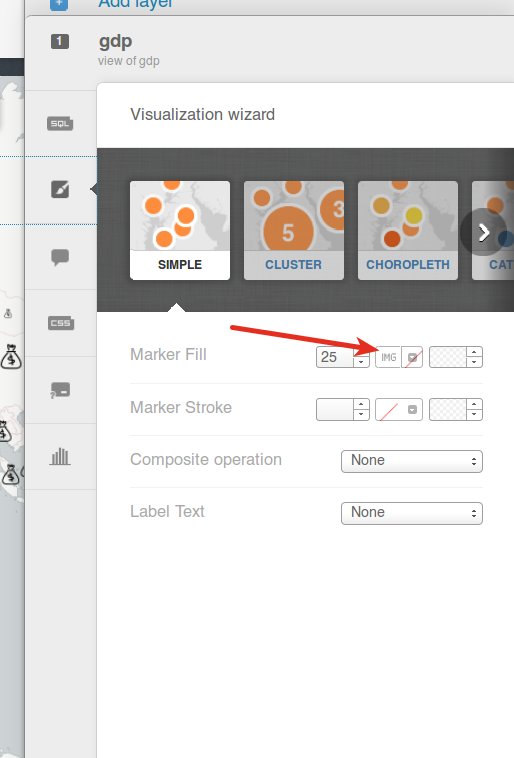 Add layer
1
gdp
view of gdp
Visualization wizard
SQL
5
3
SIMPLE
CLUSTER
CHOROPLETH
CAT
CSS
Marker Fill
25
IMG
Marker Stroke
Composite operation
None
Label Text
None